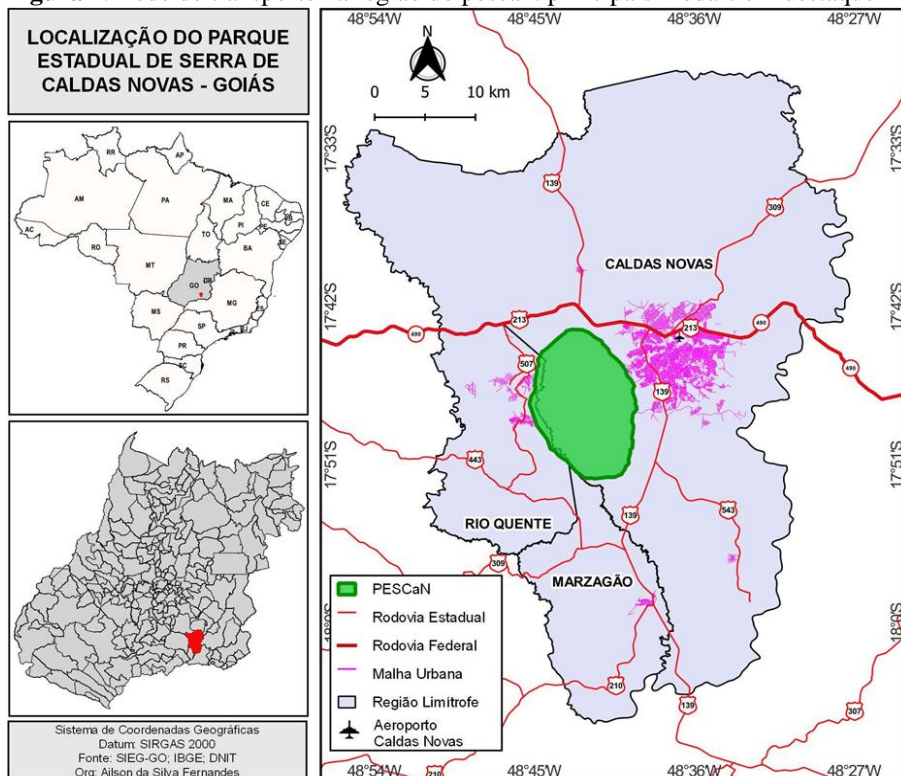 LOCALIZAÇÃO DO PARQUE
ESTADUAL DE SERRA DE
CALDAS NOVAS - GOIÁS
RR
AP
AM
PA
MA
CE
PI
AC
TO
RO
BA
MT
DF
GO
MG
MS
ES
SP
RJ
PR
SC
RS
Sistema de Coordenadas Geográficas
Datum: SIRGAS 2000
Fonte: SIEG-GO; IBGE; DNIT
Org: Ailson da Silva Fernandes
48°54'W 48°45'W 48°36'W 48°27'W
N
0 5 10 km
17°33'S 17°33'S
139
309
CALDAS NOVAS
17°42'S 17°42'S
213
213
490
490
490
507
139
17°51'S 17°51'S
443
139
543
RIO QUENTE
309
MARZAGÃO
210
139
307
210
PESCaN
Rodovia Estadual
Rodovia Federal
Malha Urbana
Região Limítrofe
Aeroporto
Caldas Novas
48°54'W 48°45'W 48°36'W 48°27'W